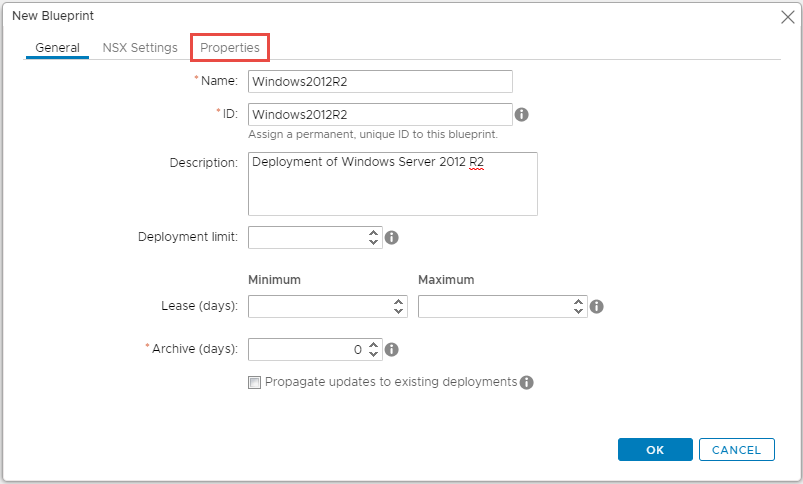 New Blueprint
General NSX Settings Properties
* Name: Windows2012R2
* ID: Windows2012R2
Assign a permanent, unique ID to this blueprint.
Description: Deployment of Windows Server 2012 R2
Deployment limit:
Minimum Maximum
Lease (days):
* Archive (days): 0
Propagate updates to existing deployments
OK CANCEL